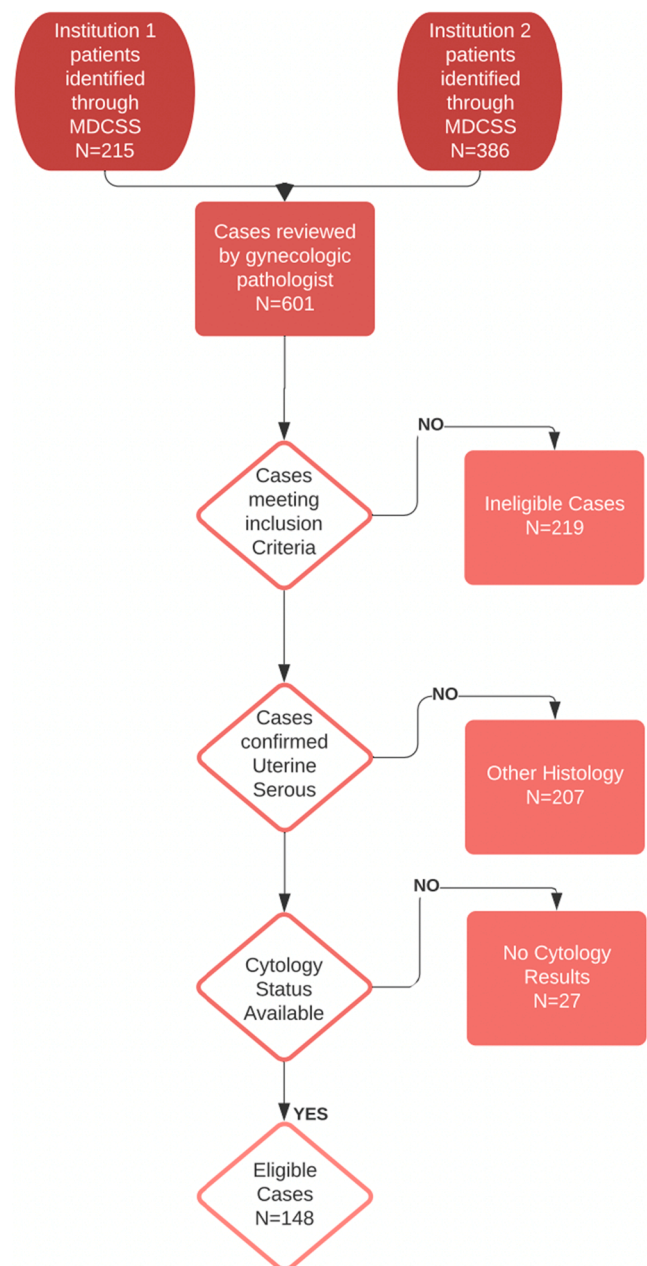 Institution 1
patients
identified
through
MDCSS
N=215
Institution 2
patients
identified
through
MDCSS
N=386
Cases reviewed
by gynecologic
pathologist
N=601
Cases
meeting
inclusion
Criteria
NO
Ineligible Cases
N=219
Cases
confirmed
Uterine
Serous
NO
Other Histology
N=207
Cytology
Status
Available
NO
No Cytology
Results
N=27
YES
Eligible
Cases
N=148